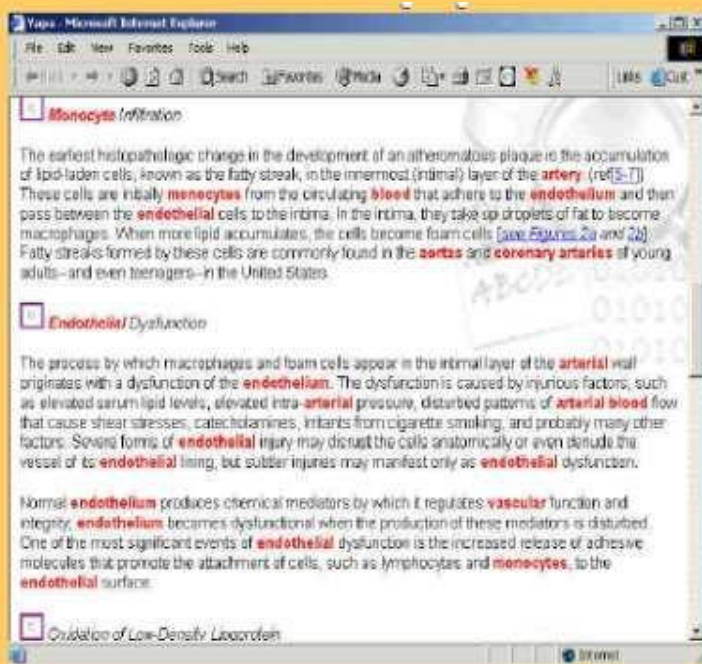 Yapa - Microsoft Internet Explorer
File Edit View Favorites Tools Help
Search Favorites Media Links
Monocyte Infiltration
The earliest histopathologic change in the development of an atheromatous plaque is the accumulation
of lipid-laden cells, known as the fatty streak, in the innermost (intimal) layer of the artery. (ref[5-7])
These cells are initially monocytes from the circulating blood that adhere to the endothelium and then
pass between the endothelial cells to the intima. In the intima, they take up droplets of fat to become
macrophages. When more lipid accumulates, the cells become foam cells [see Figures 2a and 2b]
Fatty streaks formed by these cells are commonly found in the aortas and coronary arteries of young
adults--and even teenagers--in the United States.
Endothelial Dysfunction
The process by which macrophages and foam cells appear in the intimal layer of the arterial wall
originates with a dysfunction of the endothelium. The dysfunction is caused by injurious factors, such
as elevated serum lipid levels, elevated intra-arterial pressure, disturbed patterns of arterial blood flow
that cause shear stresses, catecholamines, irritants from cigarette smoking, and probably many other
factors. Severe forms of endothelial injury may disrupt the cells anatomically or even denude the
vessel of its endothelial lining, but subtler injuries may manifest only as endothelial dysfunction.
Normal endothelium produces chemical mediators by which it regulates vascular function and
integrity; endothelium becomes dysfunctional when the production of these mediators is disturbed.
One of the most significant events of endothelial dysfunction is the increased release of adhesive
molecules that promote the attachment of cells, such as lymphocytes and monocytes, to the
endothelial surface.
Oxidation of Low-Density Lipoprotein
Internet
ABCDE
01010
01010